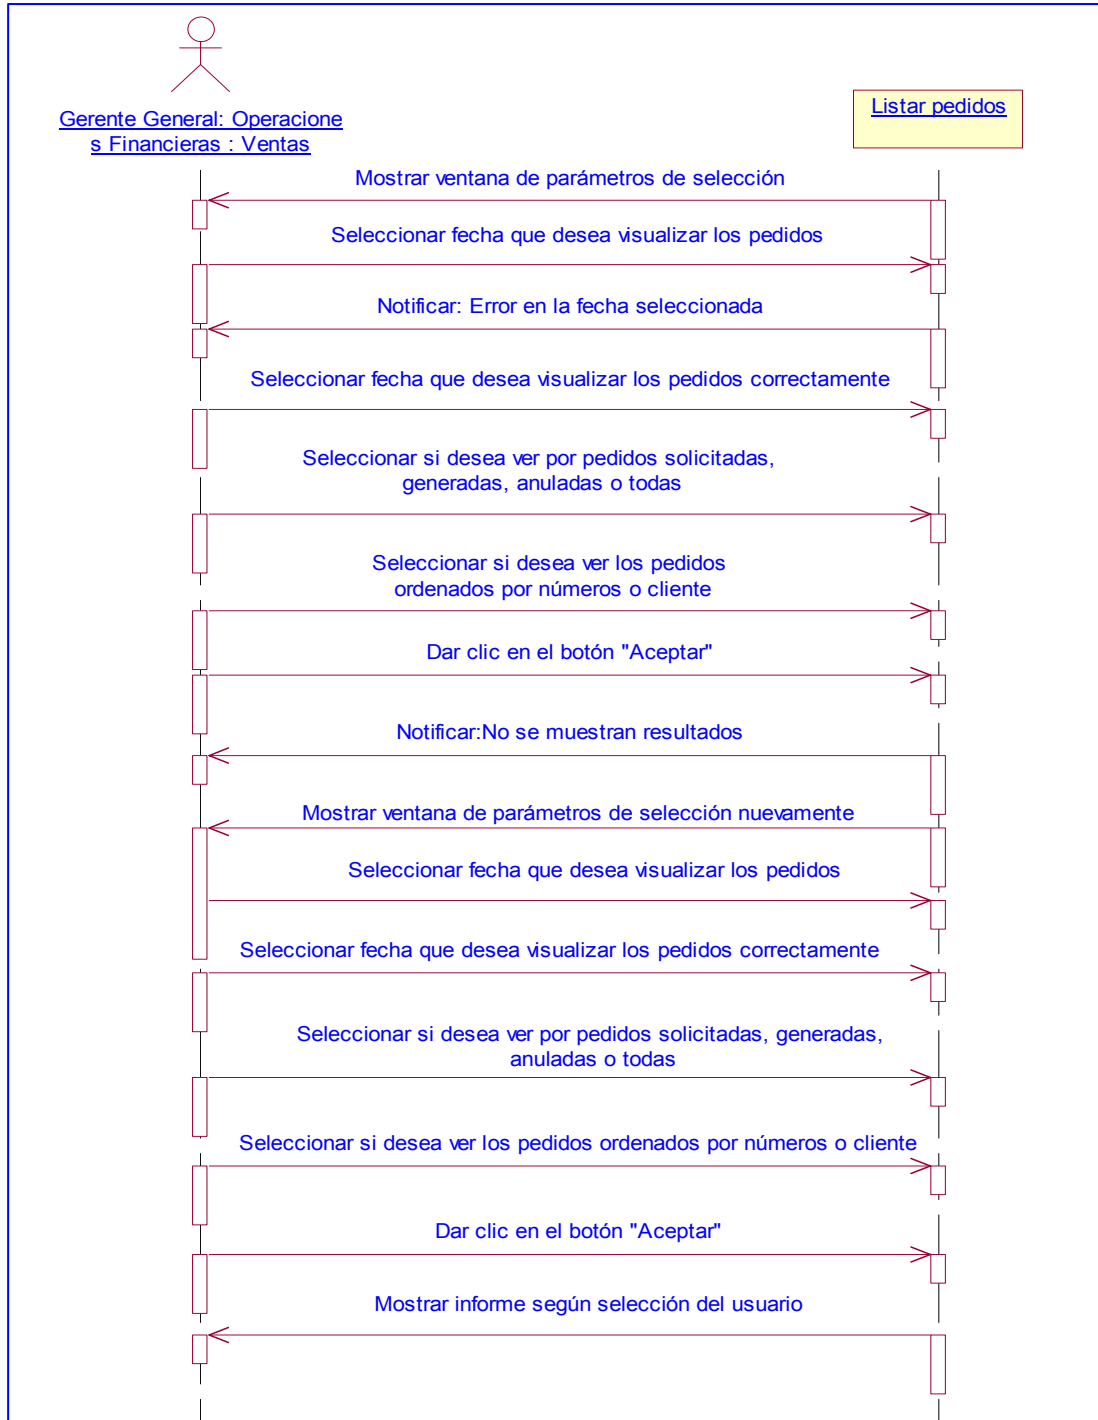 Gerente General: Operacione
s Financieras : Ventas
Listar pedidos
Mostrar ventana de parámetros de selección
Seleccionar fecha que desea visualizar los pedidos
Notificar: Error en la fecha seleccionada
Seleccionar fecha que desea visualizar los pedidos correctamente
Seleccionar si desea ver por pedidos solicitadas,
generadas, anuladas o todas
Seleccionar si desea ver los pedidos
ordenados por números o cliente
Dar clic en el botón "Aceptar"
Notificar:No se muestran resultados
Mostrar ventana de parámetros de selección nuevamente
Seleccionar fecha que desea visualizar los pedidos
Seleccionar fecha que desea visualizar los pedidos correctamente
Seleccionar si desea ver por pedidos solicitadas, generadas,
anuladas o todas
Seleccionar si desea ver los pedidos ordenados por números o cliente
Dar clic en el botón "Aceptar"
Mostrar informe según selección del usuario